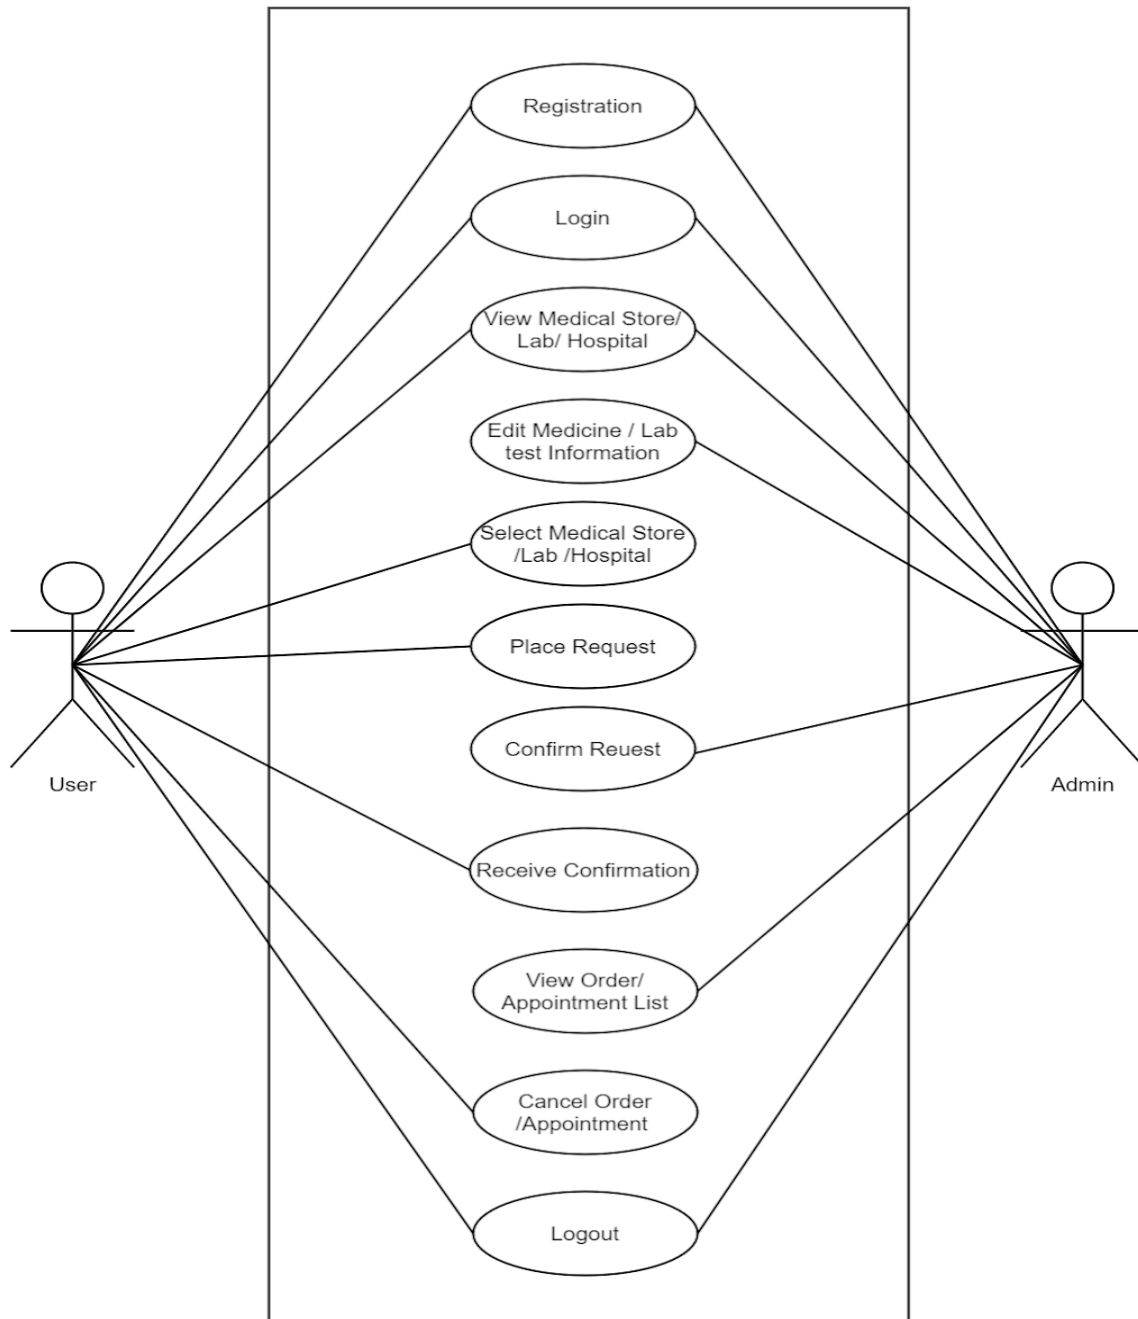 Registration
Login
View Medical Store/
Lab/ Hospital
Edit Medicine / Lab
test Information
Select Medical Store
/Lab /Hospital
Place Request
Confirm Reuest
User
Admin
Receive Confirmation
View Order/
Appointment List
Cancel Order
/Appointment
Logout